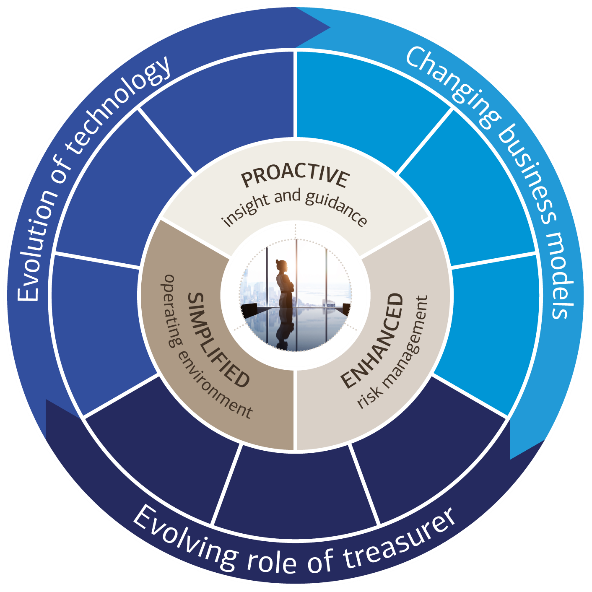 Evolution of technology
Changing business models
PROACTIVE
insight and guidance
SIMPLIFIED
operating environment
ENHANCED
risk management
Evolving role of treasurer